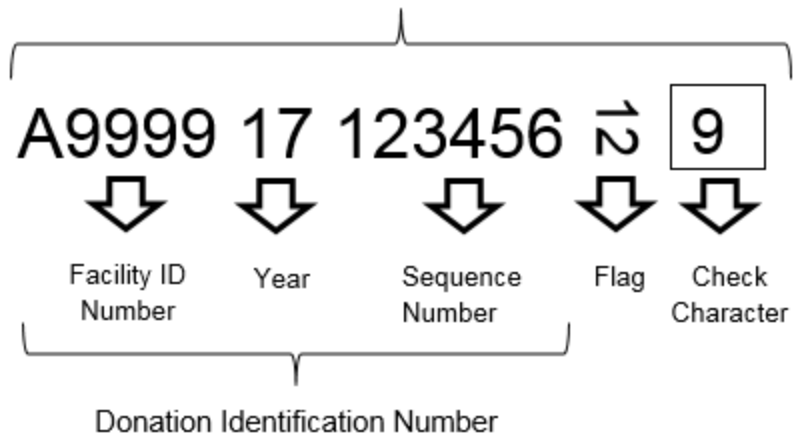 A9999 17 123456 12 9
Facility ID Number
Year
Sequence Number
Flag
Check Character
Donation Identification Number